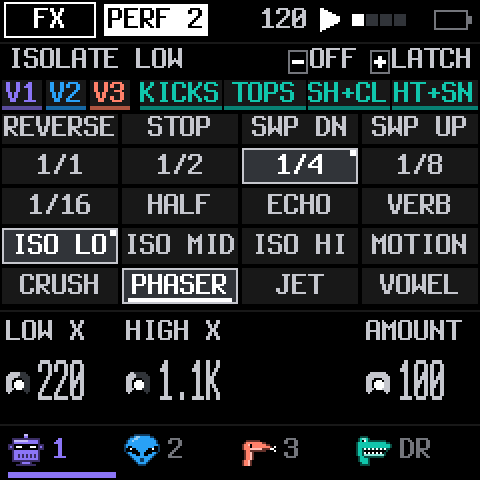 FX PERF 2 120
ISOLATE LOW -OFF +LATCH
V1 V2 V3 KICKS TOPS SH+CL HT+SN
REVERSE STOP SWP DN SWP UP
1/1 1/2 1/4 1/8
1/16 HALF ECHO VERB
ISO LO ISO MID ISO HI MOTION
CRUSH PHASER JET VOWEL
LOW X HIGH X AMOUNT
220 1.1K 100
1 2 3 DR